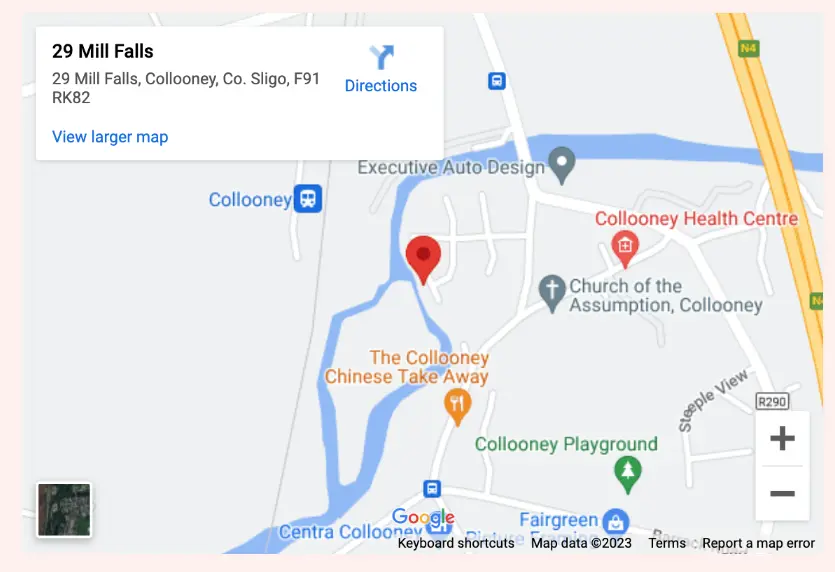 29 Mill Falls
29 Mill Falls, Collooney, Co. Sligo, F91
RK82
Directions
View larger map
N4
Executive Auto Design
Collooney
Collooney Health Centre
Church of the
Assumption, Collooney
The Collooney
Chinese Take Away
Steeple View
R290
Collooney Playground
Google
Centra Collooney
Fairgreen
Picture Framing
Keyboard shortcuts
Map data ©2023
Terms
Report a map error